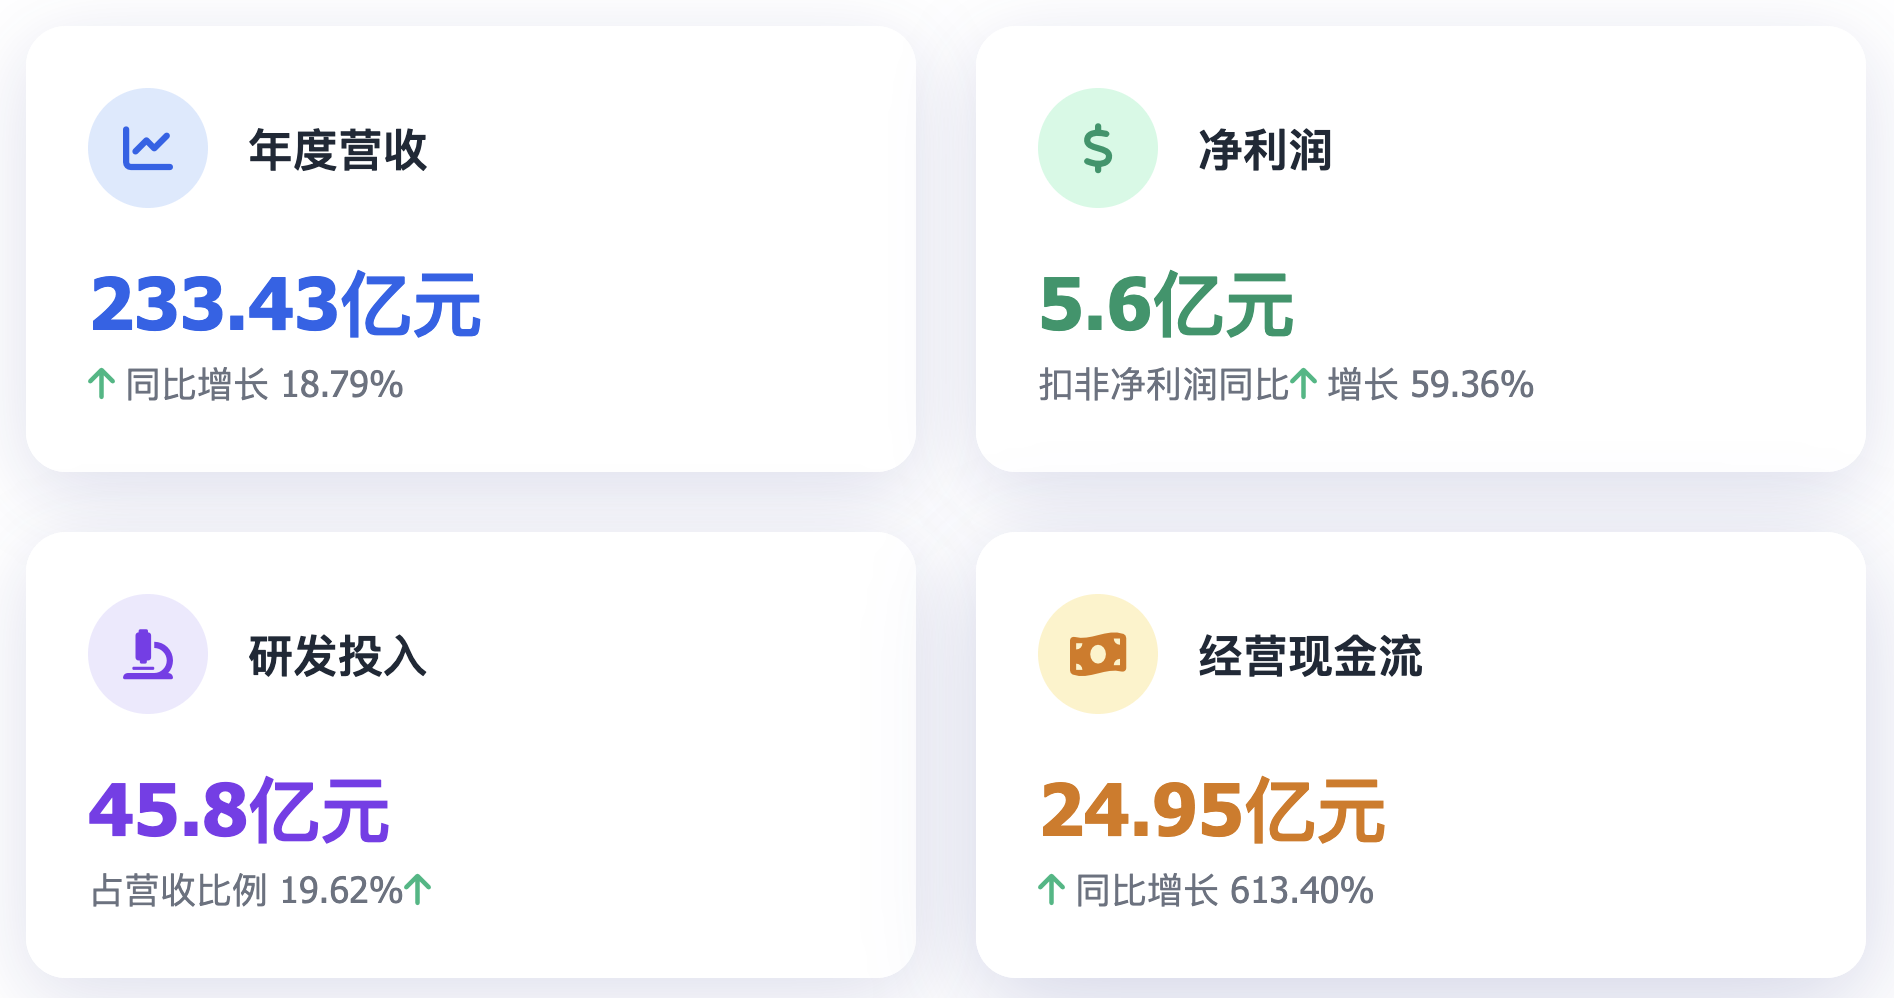 年度营收
233.43亿元
↑ 同比增长 18.79%
净利润
5.6亿元
扣非净利润同比↑ 增长 59.36%
研发投入
45.8亿元
占营收比例 19.62%↑
经营现金流
24.95亿元
↑ 同比增长 613.40%